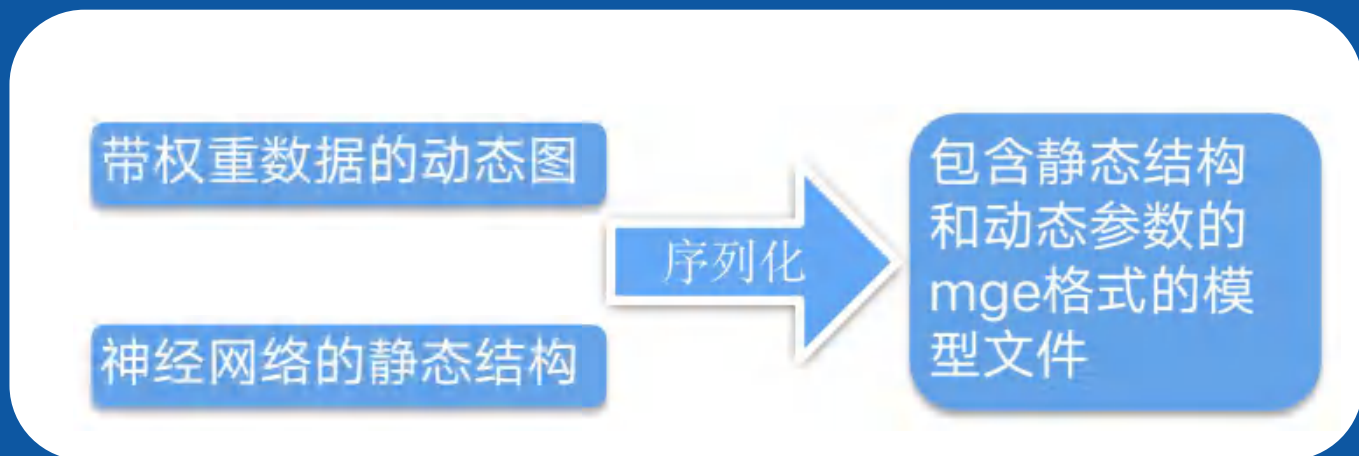 带权重数据的动态图
神经网络的静态结构
序列化
包含静态结构
和动态参数的
mge格式的模
型文件